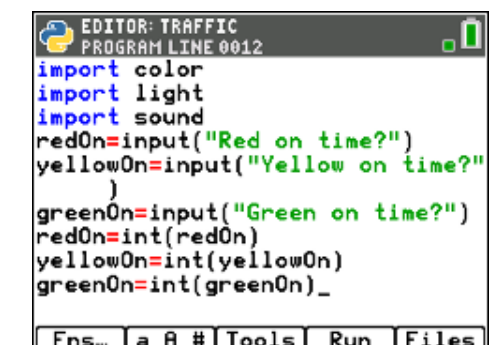 EDITOR: TRAFFIC
PROGRAM LINE 0012
import color
import light
import sound
redOn=input("Red on time?")
yellowOn=input("Yellow on time?"
)
greenOn=input("Green on time?")
redOn=int(redOn)
yellowOn=int(yellowOn)
greenOn=int(greenOn)_
Fns… a A # Tools Run Files